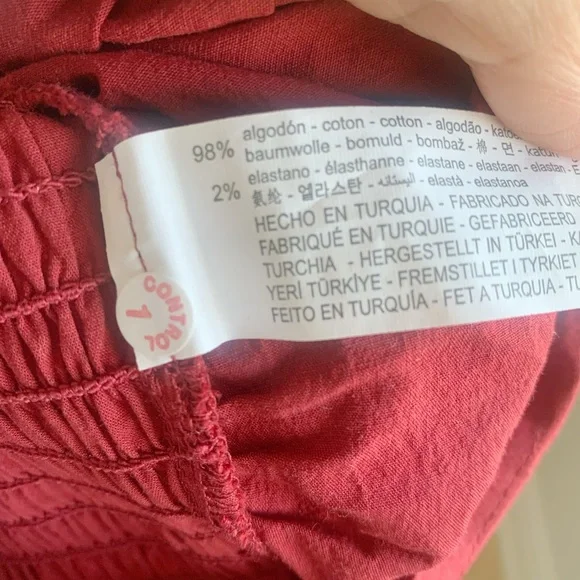 98% algodón - coton - cotton - algodão -
baumwolle - bomuld - bombaž - 棉 - 면 -
2% elastano - élasthanne - elastane - elastaan - elastan -
氨纶 - 엘라스탄 - الیستانه - elastā - elastanoa
HECHO EN TURQUIA - FABRICADO NA
FABRIQUÉ EN TURQUIE - GEFABRICEERD
TURCHIA - HERGESTELLT IN TÜRKEI -
YERİ TÜRKİYE - FREMSTILLET I TYRKIET
FEITO EN TURQUÍA - FET A TURQUIA -
CONTROL
1